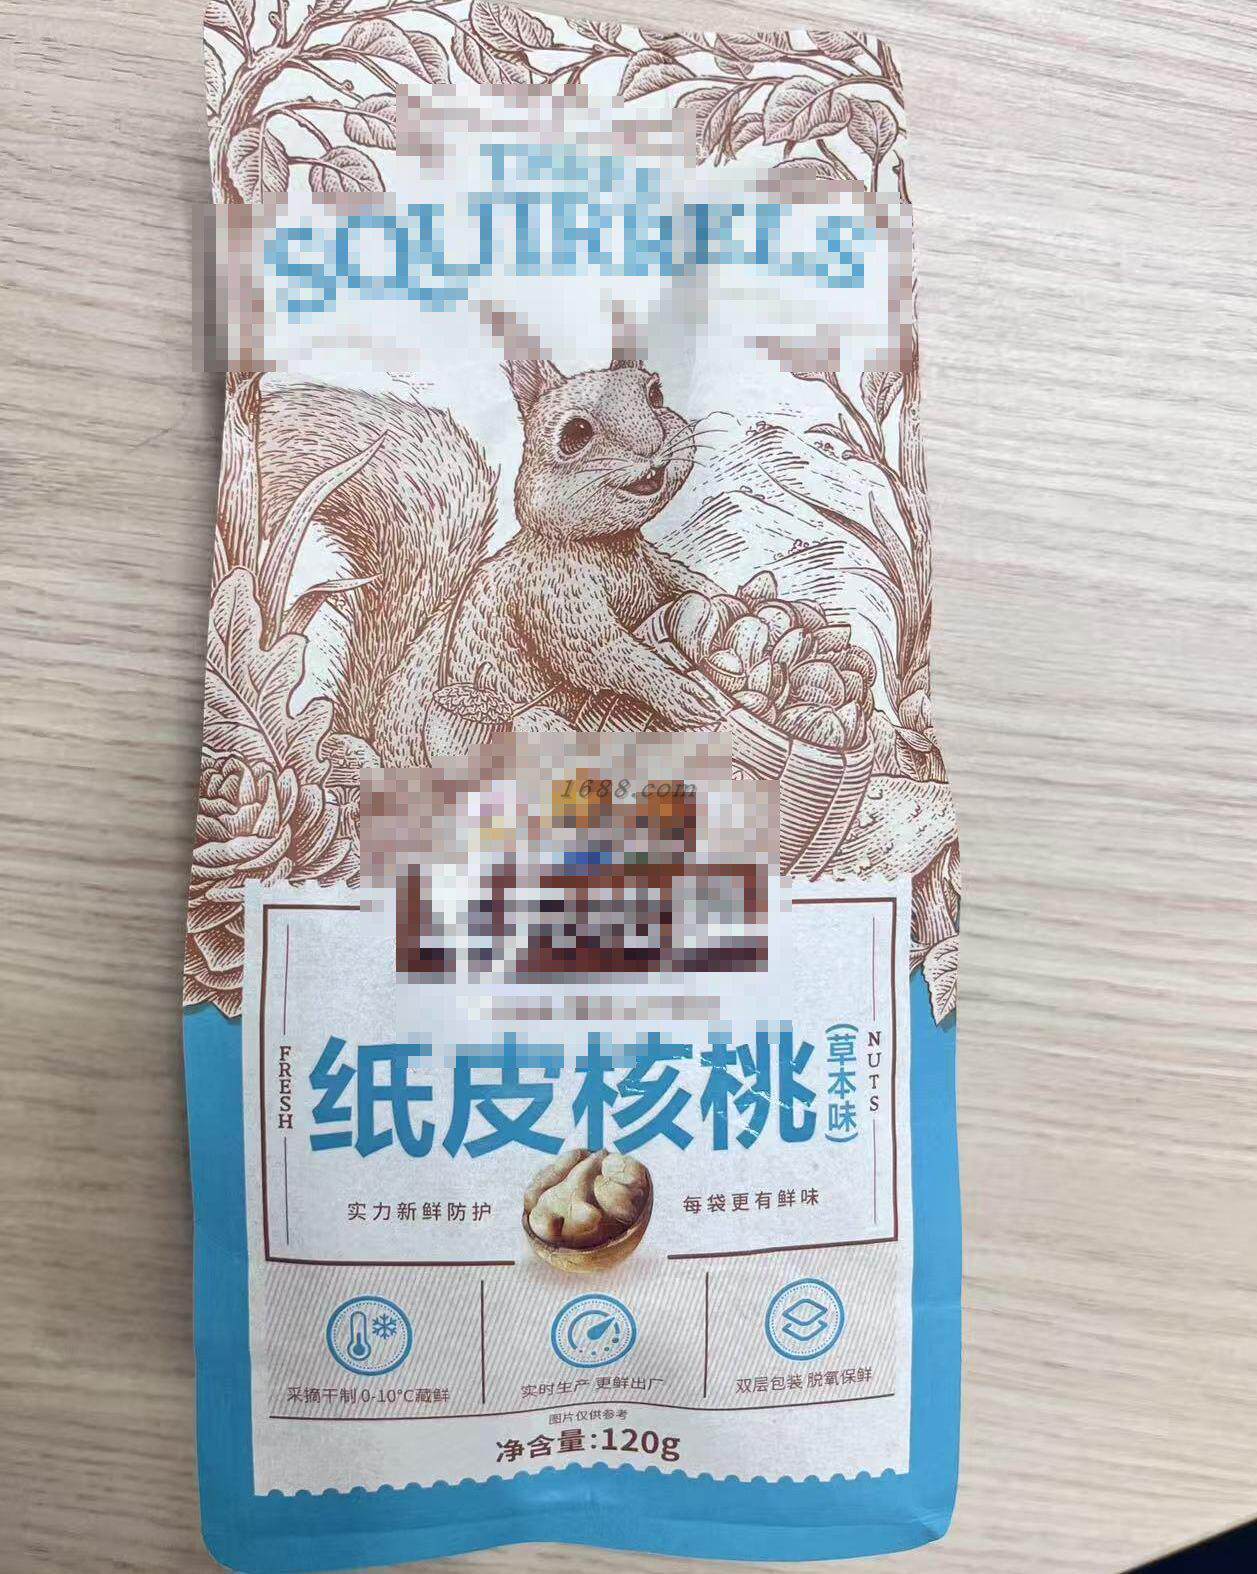 SQUIRRELS
1688.com
纸皮核桃
(草本味)
FRESH
NUTS
实力新鲜防护
每袋更有鲜味
采摘干制 0-10°C藏鲜
实时生产 更鲜出厂
双层包装 脱氧保鲜
图片仅供参考
净含量:120g